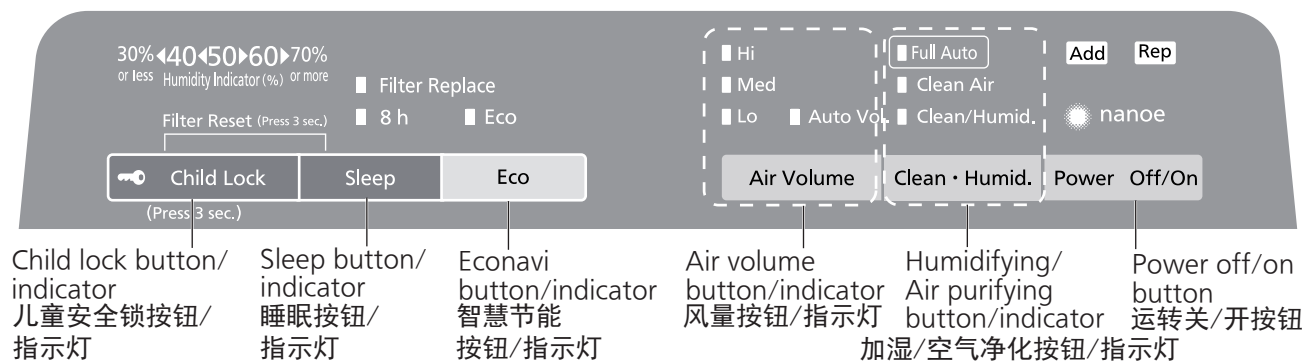 30% ◀40◀50▶60▶70%
or less Humidity Indicator (%) or more
Filter Replace
Filter Reset (Press 3 sec.)
8 h Eco
Child Lock Sleep Eco
(Press 3 sec.)
Hi
Med
Lo Auto Vol.
Full Auto
Clean Air
Clean/Humid.
Add Rep
nanoe
Air Volume Clean・Humid. Power Off/On
Child lock button/
indicator
儿童安全锁按钮/
指示灯
Sleep button/
indicator
睡眠按钮/
指示灯
Econavi
button/indicator
智慧节能
按钮/指示灯
Air volume
button/indicator
风量按钮/指示灯
Humidifying/
Air purifying
button/indicator
加湿/空气净化按钮/指示灯
Power off/on
button
运转关/开按钮